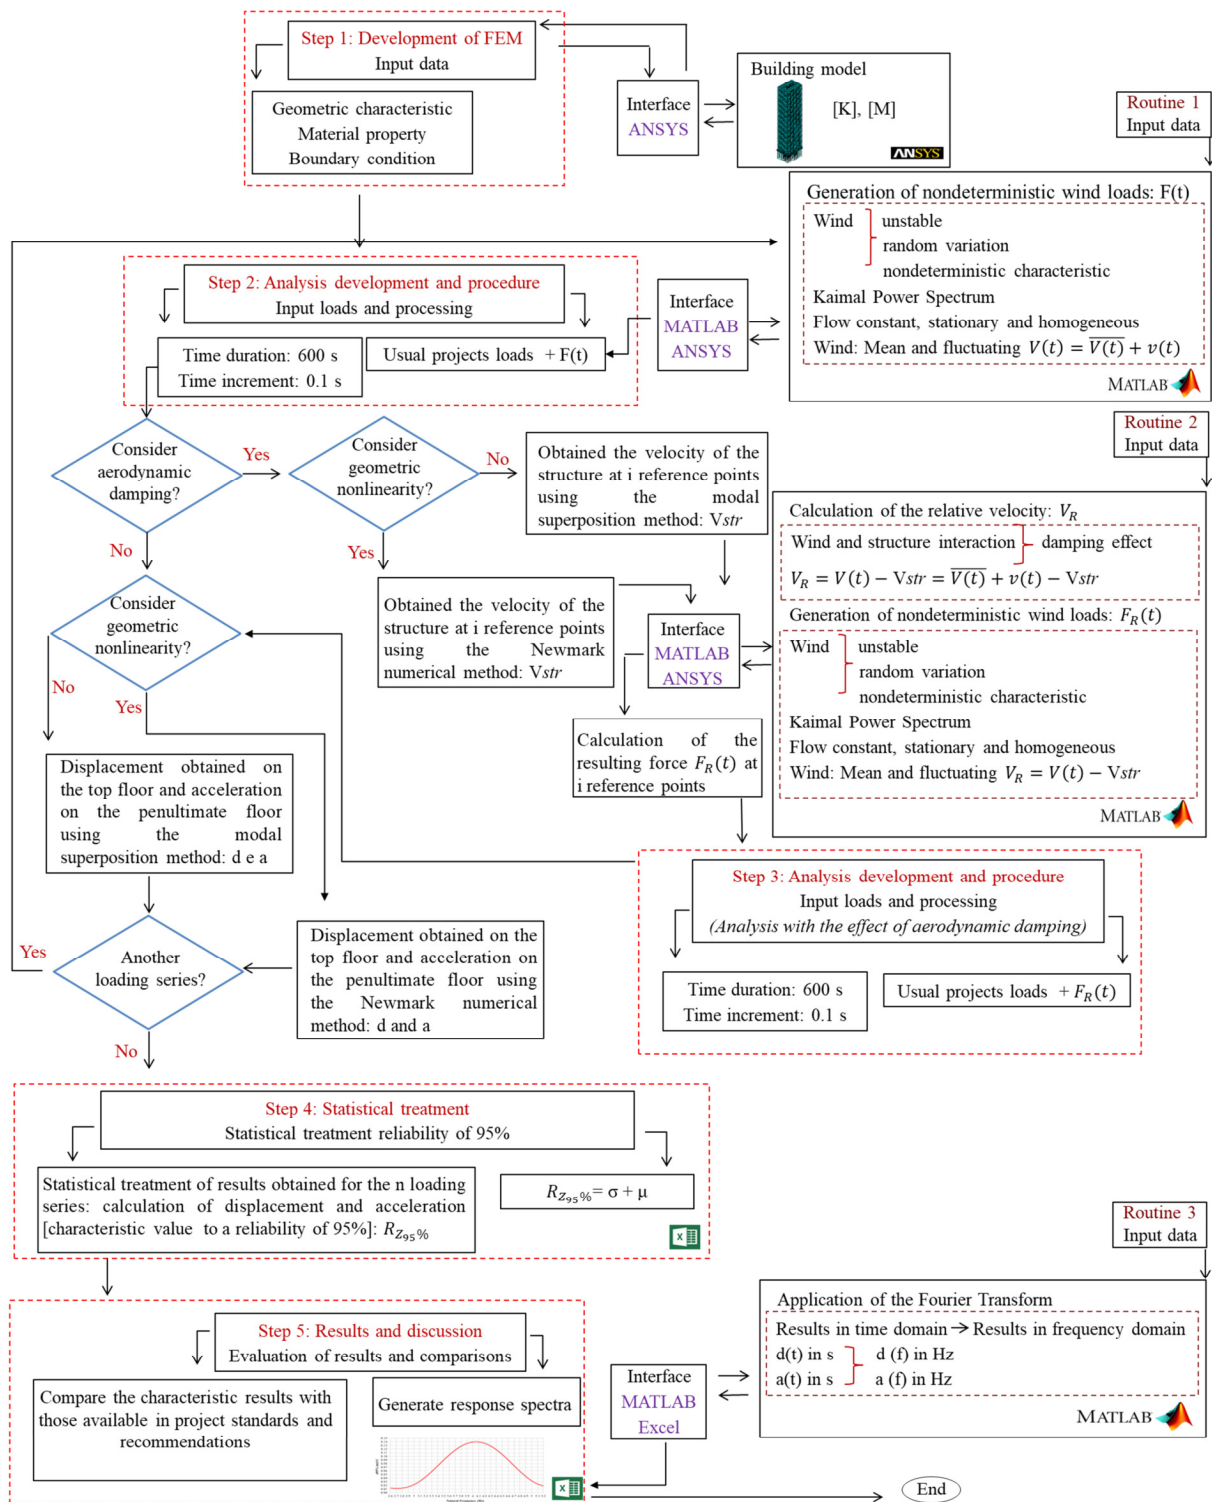 Step 1: Development of FEM
Input data
Geometric characteristic
Material property
Boundary condition
Interface
ANSYS
Building model
[K], [M]
ANSYS
Routine 1
Input data
Generation of nondeterministic wind loads: F(t)
Wind
unstable
random variation
nondeterministic characteristic
Kaimal Power Spectrum
Flow constant, stationary and homogeneous
Wind: Mean and fluctuating V(t) = \overline{V(t)} + v(t)
MATLAB
Step 2: Analysis development and procedure
Input loads and processing
Time duration: 600 s
Time increment: 0.1 s
Usual projects loads + F(t)
Interface
MATLAB
ANSYS
Consider
aerodynamic
damping?
Yes
Consider
geometric
nonlinearity?
No
Obtained the velocity of the
structure at i reference points
using the modal
superposition method: Vstr
Routine 2
Input data
No
Yes
Calculation of the relative velocity: V_R
Wind and structure interaction
damping effect
V_R = V(t) − Vstr = \overline{V(t)} + v(t) − Vstr
Generation of nondeterministic wind loads: F_R(t)
Wind
unstable
random variation
nondeterministic characteristic
Kaimal Power Spectrum
Flow constant, stationary and homogeneous
Wind: Mean and fluctuating V_R = V(t) − Vstr
MATLAB
Consider
geometric
nonlinearity?
Obtained the velocity of the
structure at i reference points
using the Newmark
numerical method: Vstr
Interface
MATLAB
ANSYS
No
Yes
Calculation of the
resulting force F_R(t) at
i reference points
Displacement obtained on
the top floor and acceleration
on the penultimate floor
using the modal
superposition method: d e a
Step 3: Analysis development and procedure
Input loads and processing
(Analysis with the effect of aerodynamic damping)
Time duration: 600 s
Time increment: 0.1 s
Usual projects loads + F_R(t)
Yes
Another
loading series?
Displacement obtained on the
top floor and acceleration on
the penultimate floor using
the Newmark numerical
method: d and a
No
Step 4: Statistical treatment
Statistical treatment reliability of 95%
Statistical treatment of results obtained for the n loading
series: calculation of displacement and acceleration
[characteristic value to a reliability of 95%]: R_{Z_{95}%}
R_{Z_{95}%} = σ + μ
Routine 3
Input data
Step 5: Results and discussion
Evaluation of results and comparisons
Compare the characteristic results with
those available in project standards and
recommendations
Generate response spectra
Interface
MATLAB
Excel
Application of the Fourier Transform
Results in time domain → Results in frequency domain
d(t) in s
d (f) in Hz
a(t) in s
a (f) in Hz
MATLAB
End